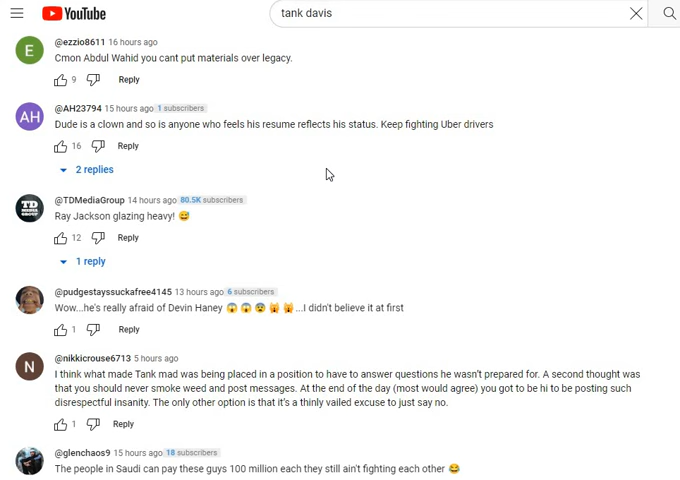 YouTube
tank davis
E
@ezzio8611 16 hours ago
Cmon Abdul Wahid you cant put materials over legacy.
9 Reply
AH
@AH23794 15 hours ago 1 subscribers
Dude is a clown and so is anyone who feels his resume reflects his status. Keep fighting Uber drivers
16 Reply
2 replies
TD MEDIA GROUP
@TDMediaGroup 14 hours ago 80.5K subscribers
Ray Jackson glazing heavy! 😅
12 Reply
1 reply
@pudgestayssuckafree4145 13 hours ago 6 subscribers
Wow...he's really afraid of Devin Haney 😱 😱 😨 🙀 🙀 ...I didn't believe it at first
1 Reply
N
@nikkicrouse6713 5 hours ago
I think what made Tank mad was being placed in a position to have to answer questions he wasn't prepared for. A second thought was
that you should never smoke weed and post messages. At the end of the day (most would agree) you got to be hi to be posting such
disrespectful insanity. The only other option is that it's a thinly vailed excuse to just say no.
1 Reply
@glenchaos9 15 hours ago 18 subscribers
The people in Saudi can pay these guys 100 million each they still ain't fighting each other 😂